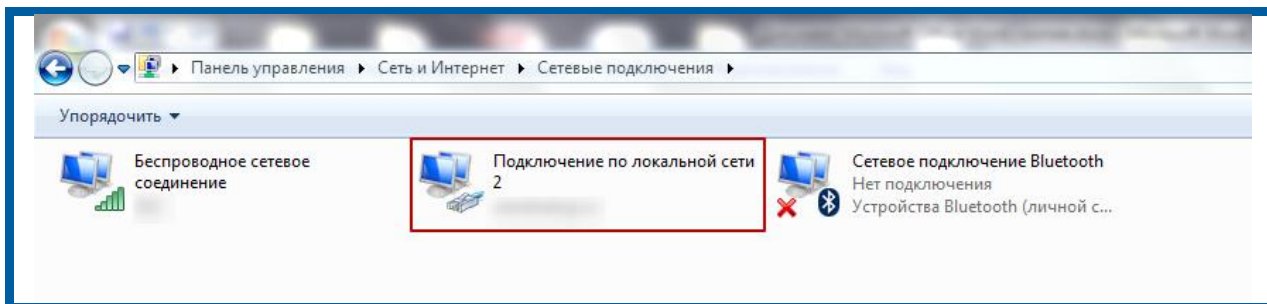 Панель управления Сеть и Интернет Сетевые подключения
Упорядочить
Беспроводное сетевое
соединение
Подключение по локальной сети
2
Сетевое подключение Bluetooth
Нет подключения
Устройства Bluetooth (личной с...